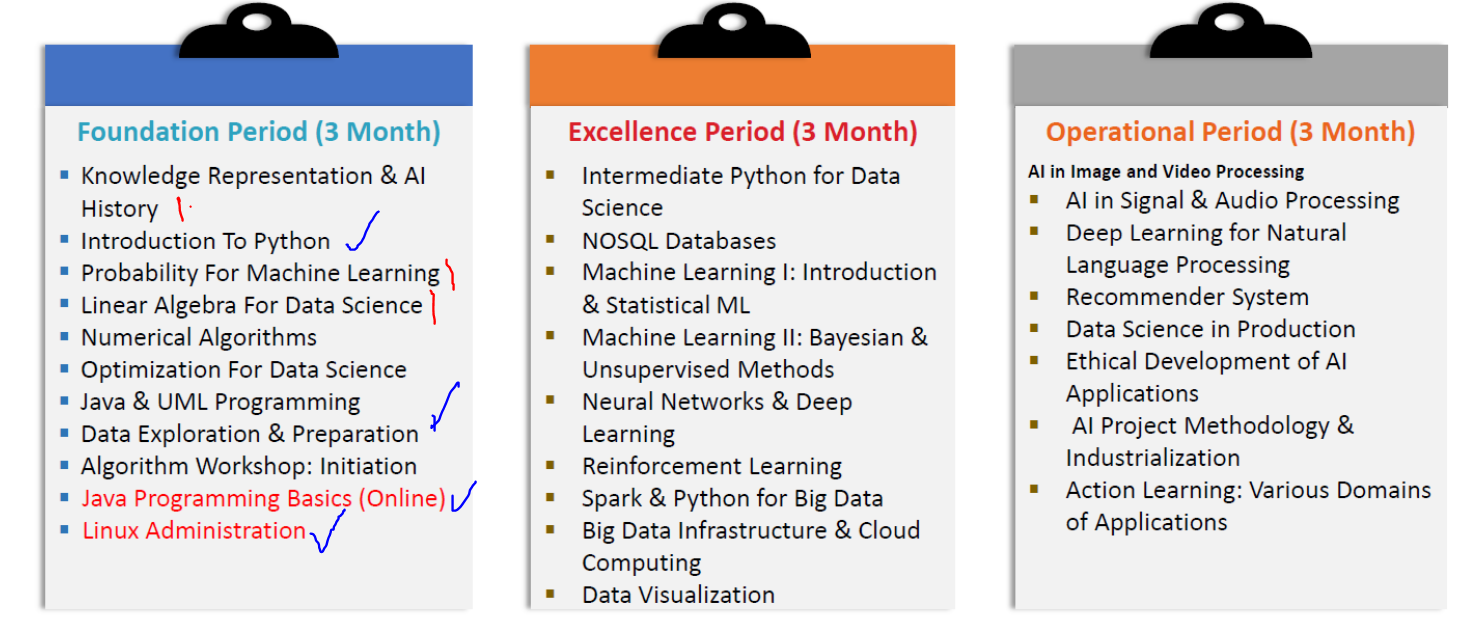 Foundation Period (3 Month)
Knowledge Representation & AI
History
Introduction To Python
Probability For Machine Learning
Linear Algebra For Data Science
Numerical Algorithms
Optimization For Data Science
Java & UML Programming
Data Exploration & Preparation
Algorithm Workshop: Initiation
Java Programming Basics (Online)
Linux Administration
Excellence Period (3 Month)
Intermediate Python for Data
Science
NOSQL Databases
Machine Learning I: Introduction
& Statistical ML
Machine Learning II: Bayesian &
Unsupervised Methods
Neural Networks & Deep
Learning
Reinforcement Learning
Spark & Python for Big Data
Big Data Infrastructure & Cloud
Computing
Data Visualization
Operational Period (3 Month)
AI in Image and Video Processing
AI in Signal & Audio Processing
Deep Learning for Natural
Language Processing
Recommender System
Data Science in Production
Ethical Development of AI
Applications
AI Project Methodology &
Industrialization
Action Learning: Various Domains
of Applications